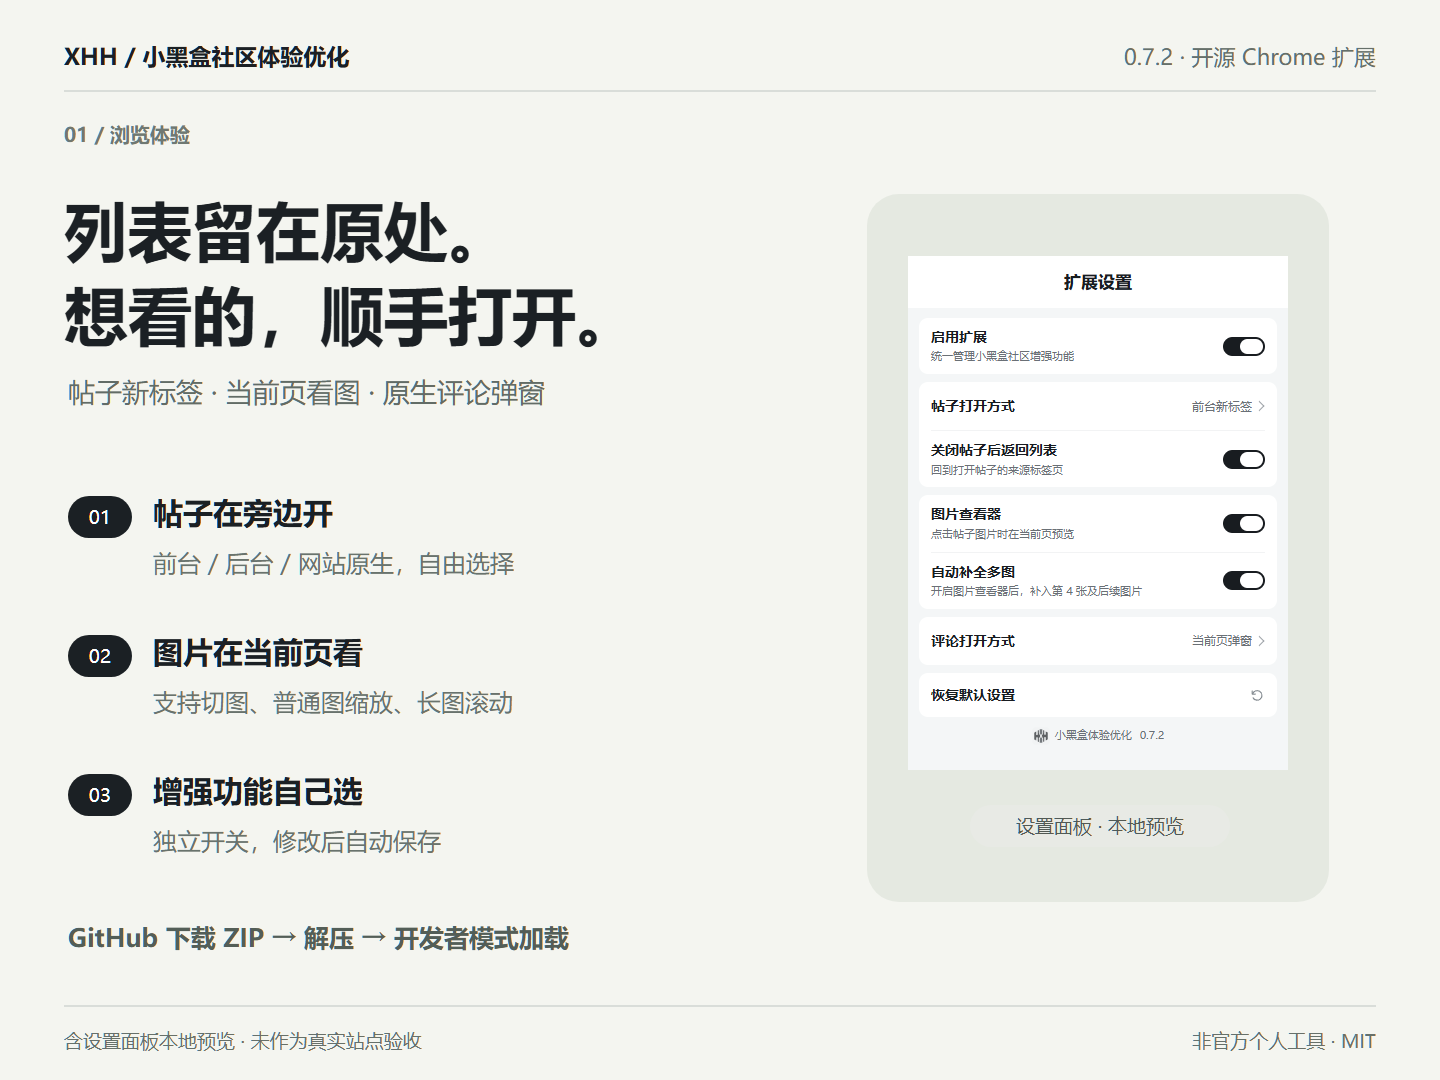 XHH / 小黑盒社区体验优化
0.7.2 · 开源 Chrome 扩展
01 / 浏览体验
列表留在原处。
想看的，顺手打开。
帖子新标签 · 当前页看图 · 原生评论弹窗
01 帖子在旁边开
前台 / 后台 / 网站原生，自由选择
02 图片在当前页看
支持切图、普通图缩放、长图滚动
03 增强功能自己选
独立开关，修改后自动保存
GitHub 下载 ZIP → 解压 → 开发者模式加载
扩展设置
启用扩展
统一管理小黑盒社区增强功能
帖子打开方式 前台新标签
关闭帖子后返回列表
回到打开帖子的来源标签页
图片查看器
点击帖子图片时在当前页预览
自动补全多图
开启图片查看器后，补入第 4 张及后续图片
评论打开方式 当前页弹窗
恢复默认设置
小黑盒体验优化 0.7.2
设置面板 · 本地预览
含设置面板本地预览 · 未作为真实站点验收
非官方个人工具 · MIT